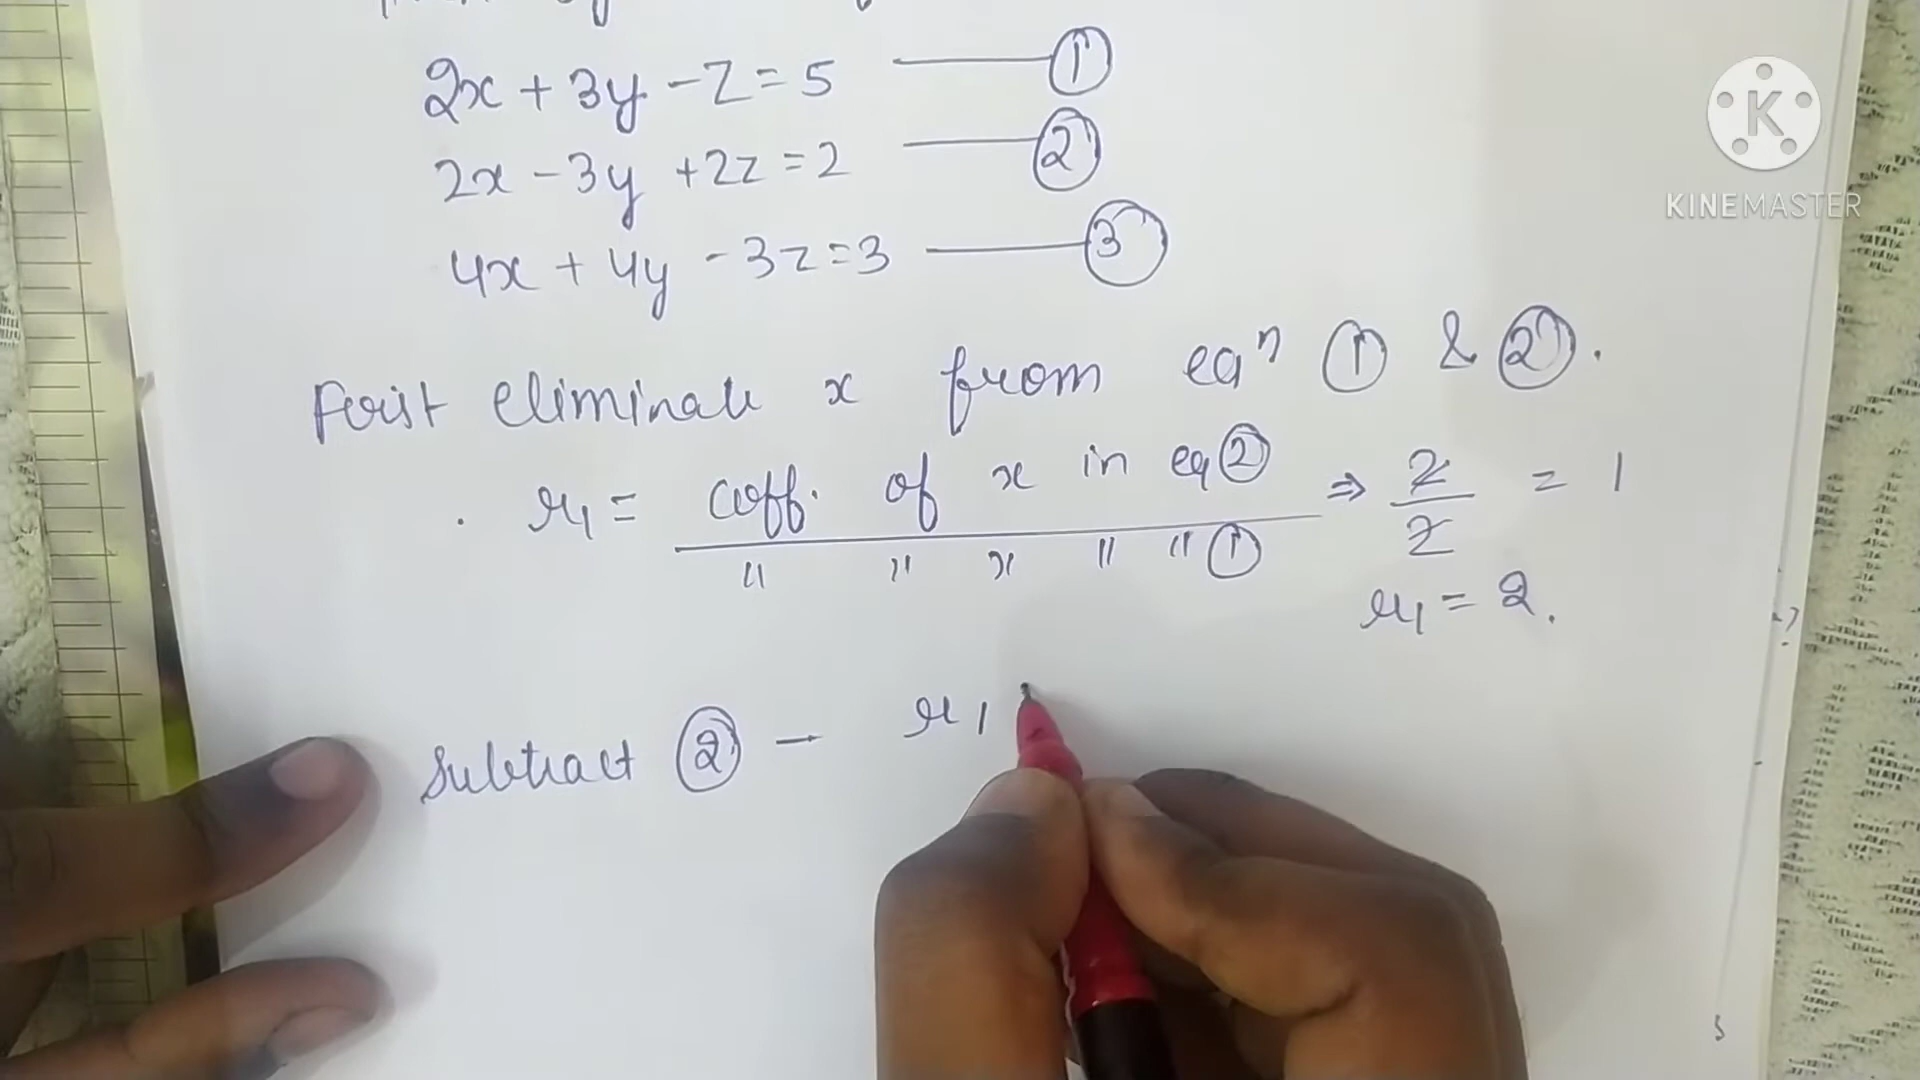 2x + 3y - z = 5 ——— ①
2x - 3y + 2z = 2 ——— ②
4x + 4y - 3z = 3 ——— ③
K
KINEMASTER
First eliminate x from eqⁿ ① & ②.
r₁ = coff. of x in eq ② ⇒ 2/2 = 1
" " x " " ①
r₁ = 2.
Subtract ② - r₁